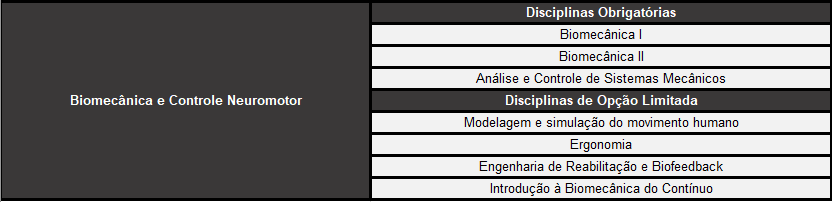 Biomecânica e Controle Neuromotor
Disciplinas Obrigatórias
Biomecânica I
Biomecânica II
Análise e Controle de Sistemas Mecânicos
Disciplinas de Opção Limitada
Modelagem e simulação do movimento humano
Ergonomia
Engenharia de Reabilitação e Biofeedback
Introdução à Biomecânica do Contínuo